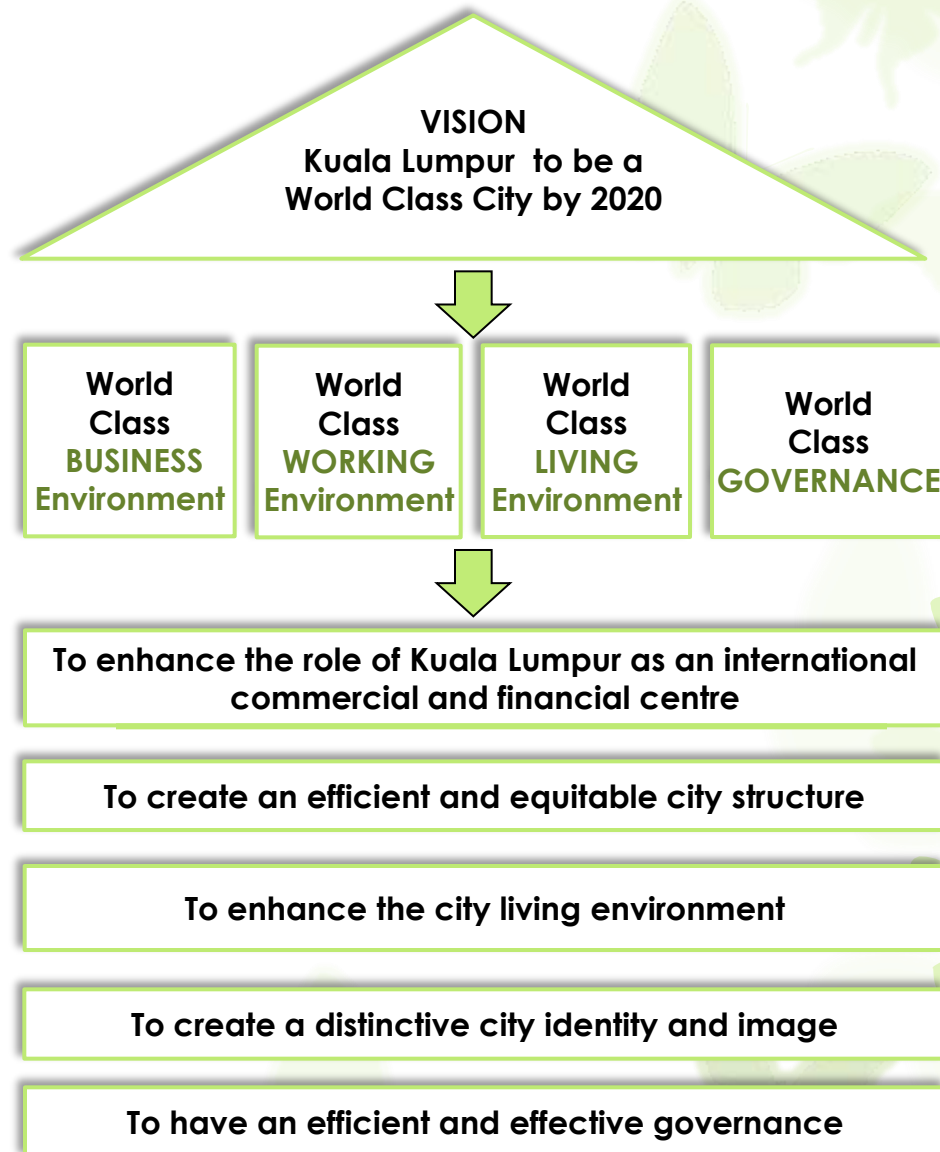 VISION
Kuala Lumpur to be a
World Class City by 2020
World
Class
BUSINESS
Environment
World
Class
WORKING
Environment
World
Class
LIVING
Environment
World
Class
GOVERNANCE
To enhance the role of Kuala Lumpur as an international
commercial and financial centre
To create an efficient and equitable city structure
To enhance the city living environment
To create a distinctive city identity and image
To have an efficient and effective governance